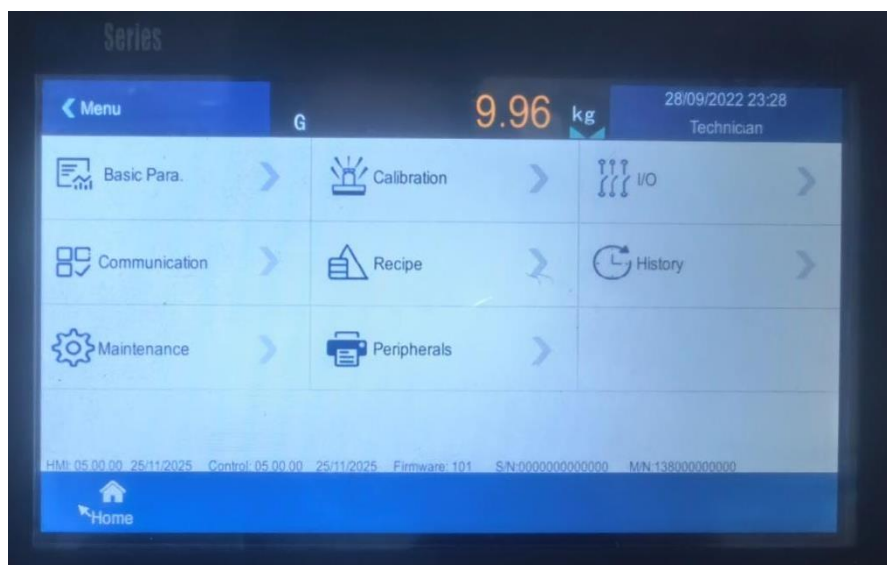 Series
Menu
G
9.96 kg
28/09/2022 23:28
Technician
Basic Para.
Calibration
I/O
Communication
Recipe
History
Maintenance
Peripherals
HMI: 05.00.00 25/11/2025 Control: 05.00.00 25/11/2025 Firmware: 101 S/N:0000000000000 M/N:138000000000
Home